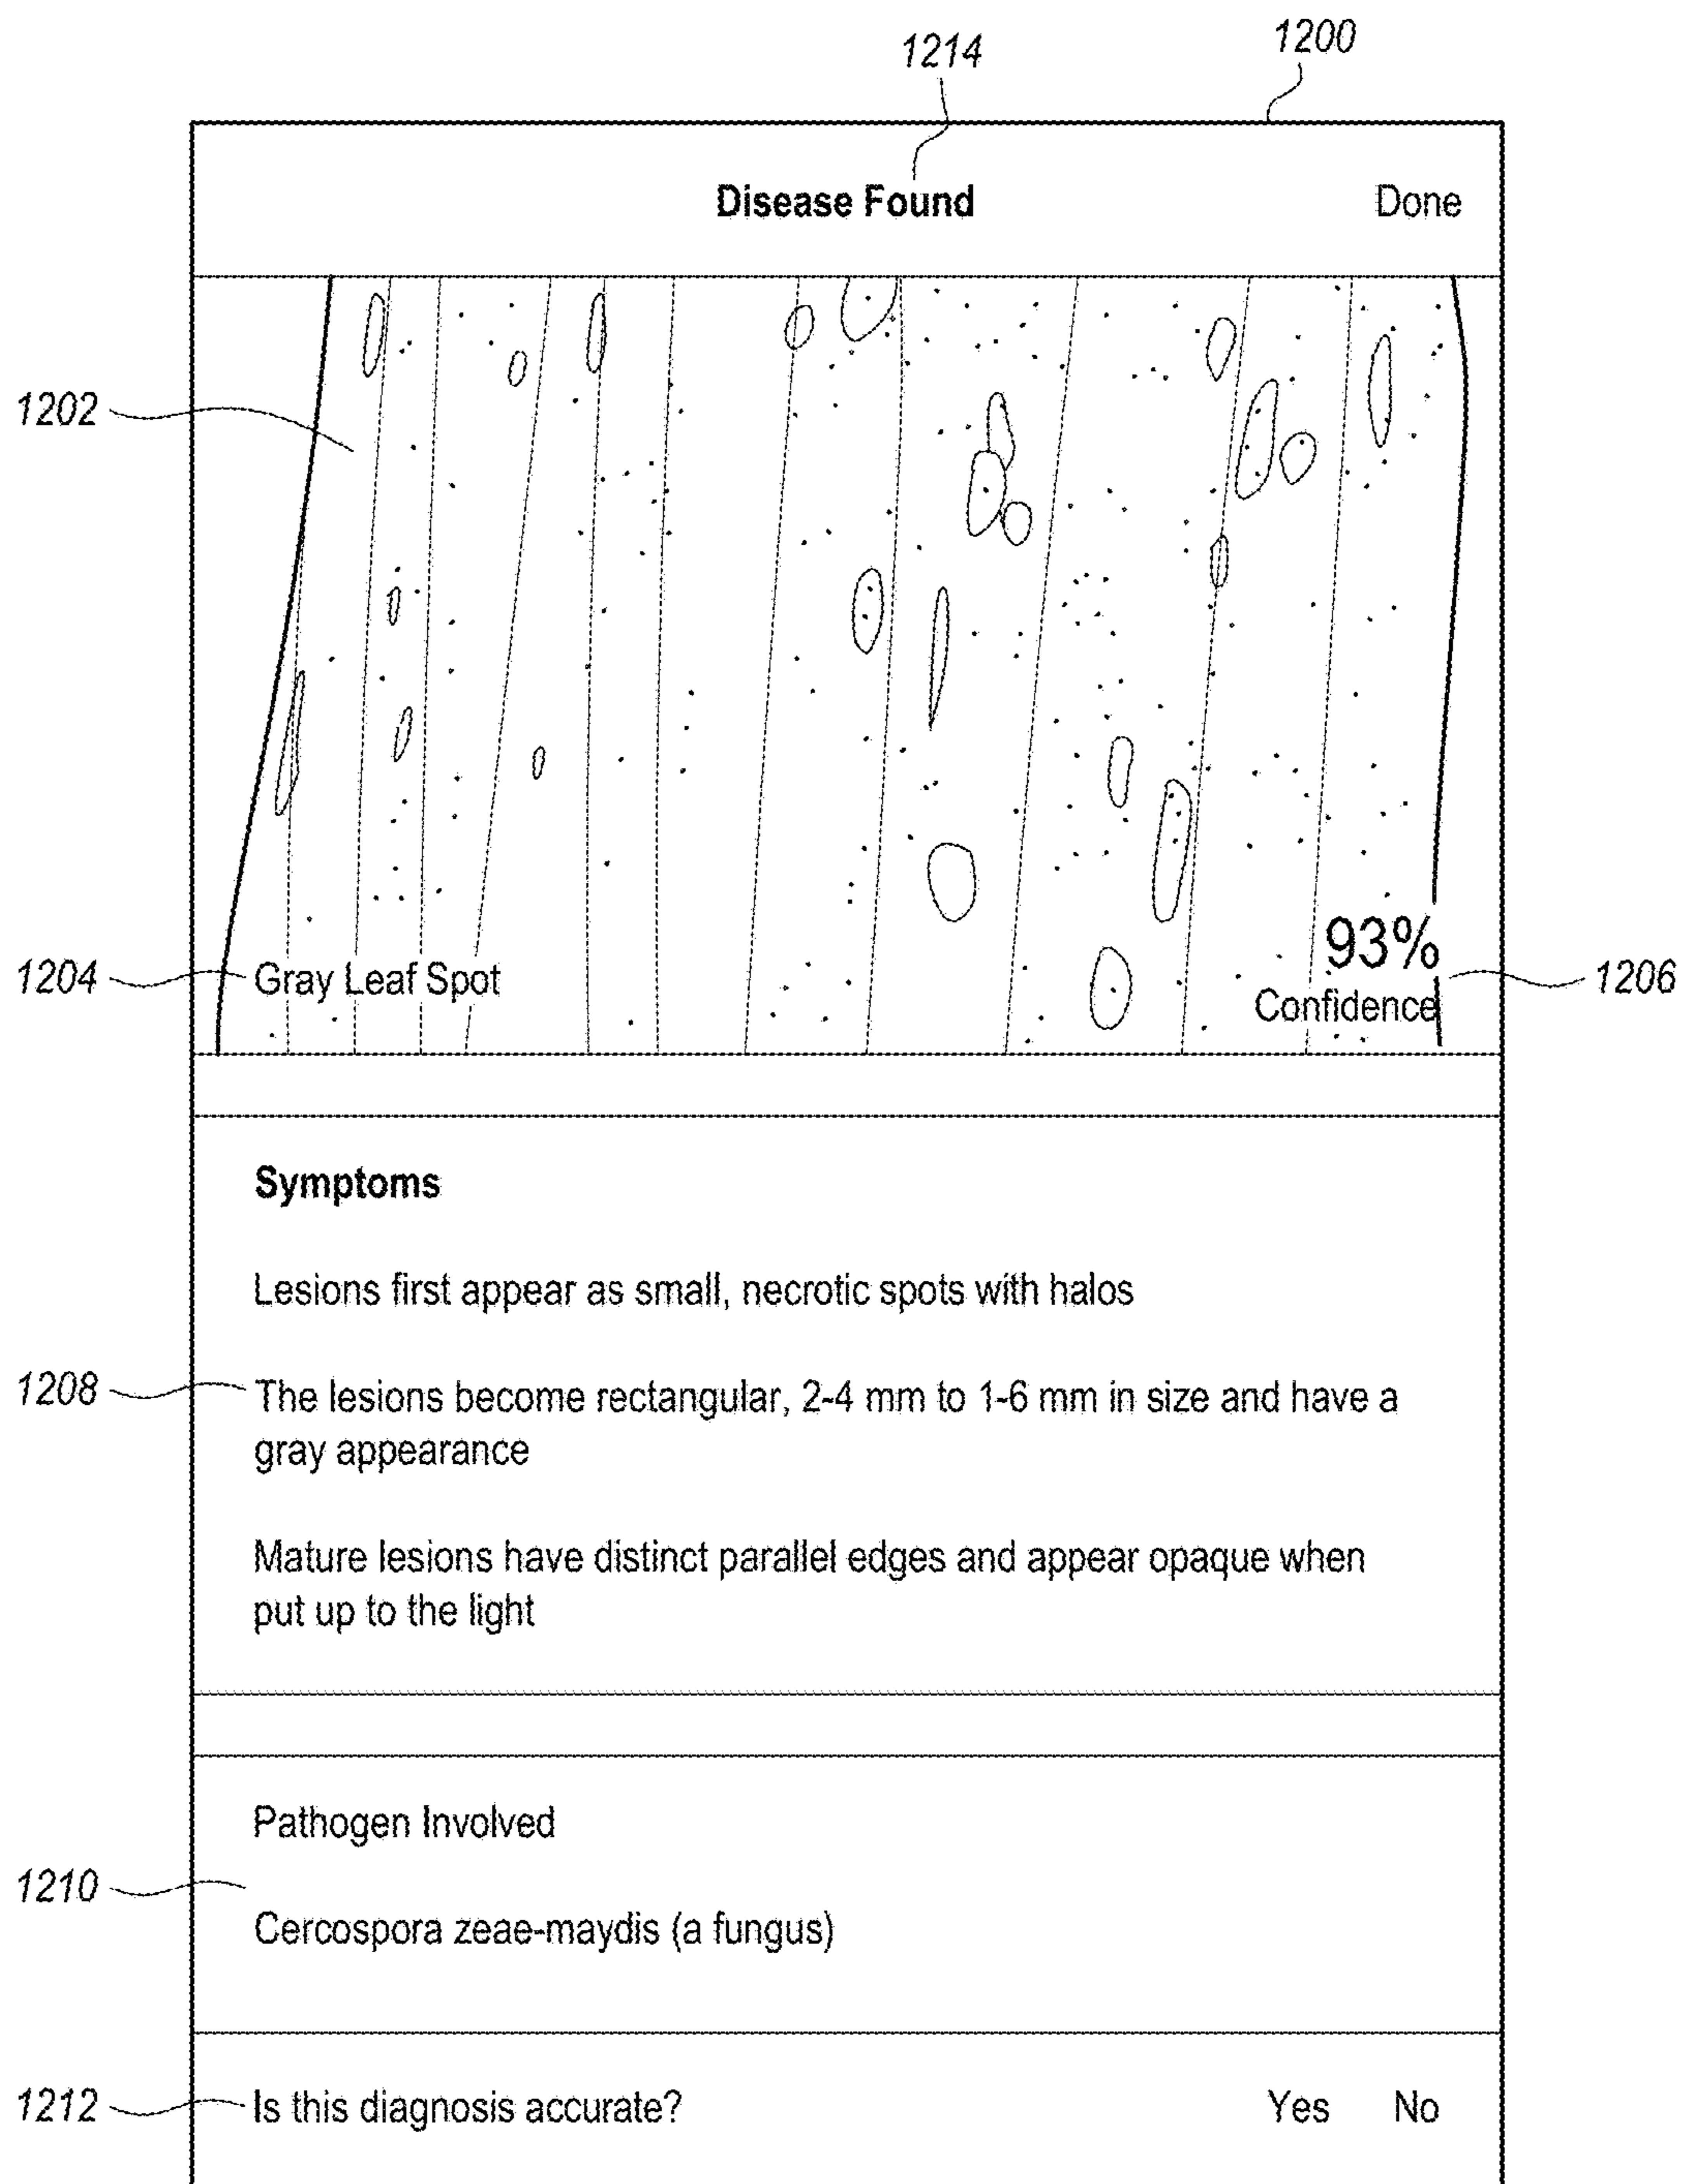 1214
1200
Disease Found
Done
1202
1204
Gray Leaf Spot
93%
Confidence
1206
Symptoms
Lesions first appear as small, necrotic spots with halos
1208
The lesions become rectangular, 2-4 mm to 1-6 mm in size and have a
gray appearance
Mature lesions have distinct parallel edges and appear opaque when
put up to the light
Pathogen Involved
1210
Cercospora zeae-maydis (a fungus)
1212
Is this diagnosis accurate?
Yes
No